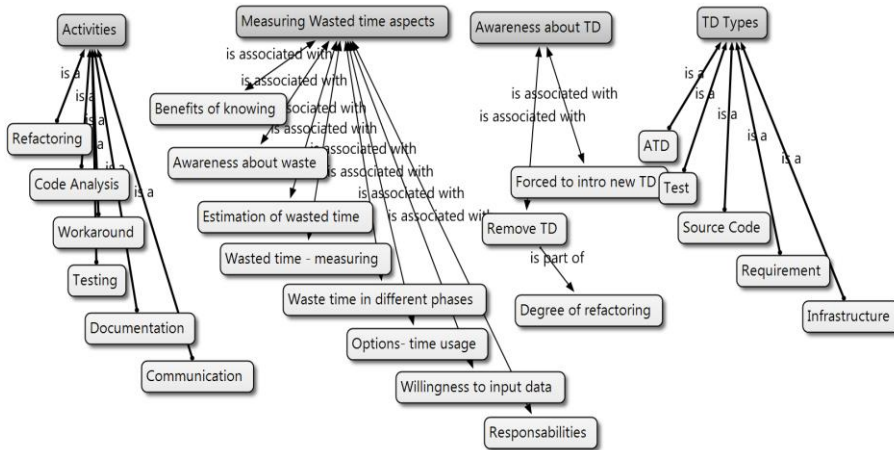 Activities
Measuring Wasted time aspects
Awareness about TD
TD Types
is a
is a
is a
is a
is a
Refactoring
Code Analysis
Workaround
Testing
Documentation
Communication
is associated with
is associated with
associated with
is associated with
is associated with
is associated with
is associated with
is associated with
Benefits of knowing
Awareness about waste
Estimation of wasted time
Wasted time - measuring
Waste time in different phases
Options- time usage
Willingness to input data
Responsabilities
is associated with
is associated with
Forced to intro new TD
Remove TD
is part of
Degree of refactoring
is a
is a
is a
is a
is a
ATD
Test
Source Code
Requirement
Infrastructure